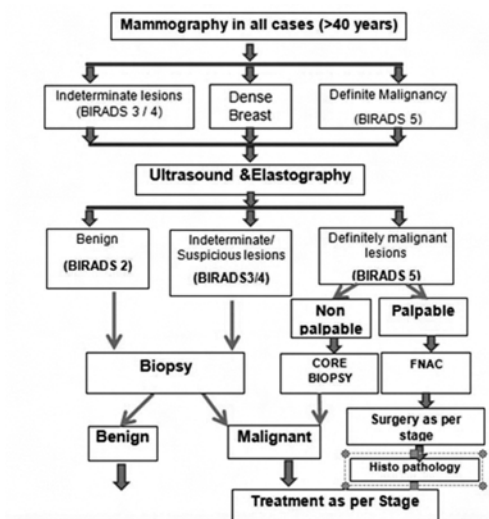 Mammography in all cases (>40 years)
Indeterminate lesions
(BIRADS 3 / 4)
Dense
Breast
Definite Malignancy
(BIRADS 5)
Ultrasound &Elastography
Benign
(BIRADS 2)
Indeterminate/
Suspicious lesions
(BIRADS3/4)
Definitely malignant
lesions
(BIRADS 5)
Non
palpable
Palpable
Biopsy
CORE
BIOPSY
FNAC
Surgery as per
stage
Benign
Malignant
Histo pathology
Treatment as per Stage